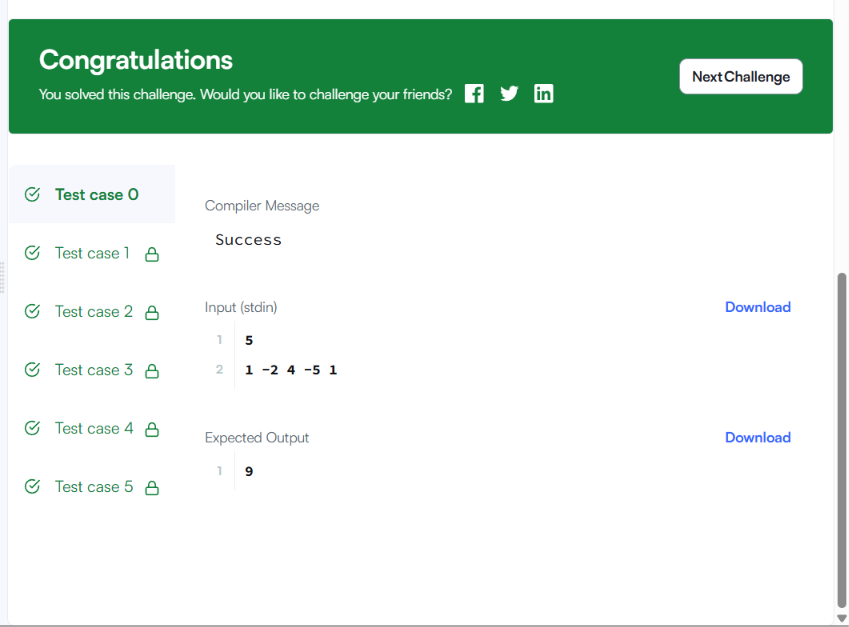 Congratulations
You solved this challenge. Would you like to challenge your friends?
Next Challenge
Test case 0
Test case 1
Test case 2
Test case 3
Test case 4
Test case 5
Compiler Message
Success
Input (stdin)
Download
1 5
2 1 -2 4 -5 1
Expected Output
Download
1 9